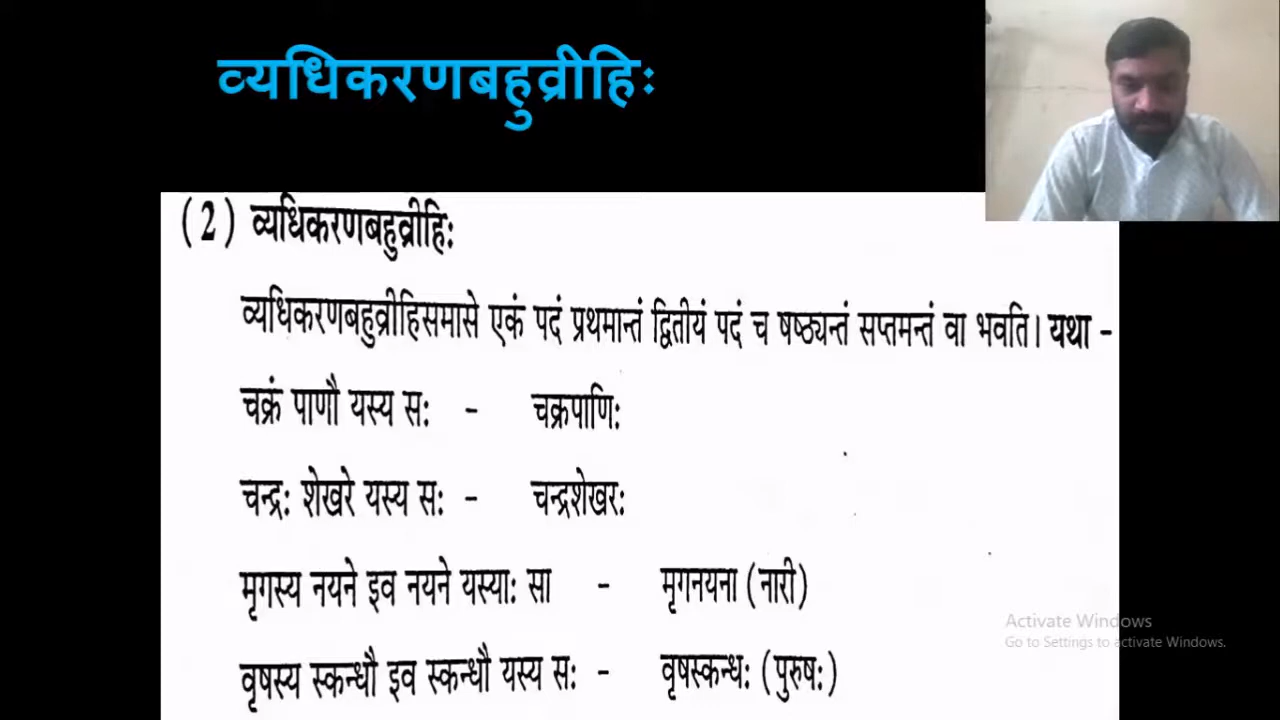 व्यधिकरणबहुव्रीहिः
(2) व्यधिकरणबहुव्रीहिः
व्यधिकरणबहुव्रीहिसमासे एकं पदं प्रथमान्तं द्वितीयं पदं च षष्ठ्यन्तं सप्तमन्तं वा भवति। यथा -
चक्रं पाणौ यस्य सः - चक्रपाणिः
चन्द्रः शेखरे यस्य सः - चन्द्रशेखरः
मृगस्य नयने इव नयने यस्याः सा - मृगनयना (नारी)
वृषस्य स्कन्धौ इव स्कन्धौ यस्य सः - वृषस्कन्धः (पुरुषः)
Activate Windows
Go to Settings to activate Windows.